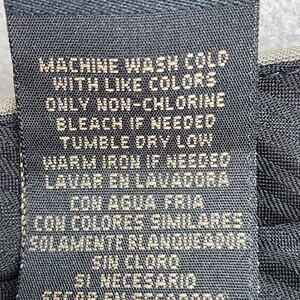 MACHINE WASH COLD
WITH LIKE COLORS
ONLY NON-CHLORINE
BLEACH IF NEEDED
TUMBLE DRY LOW
WARM IRON IF NEEDED
LAVAR EN LAVADORA
CON AGUA FRIA
CON COLORES SIMILARES
SOLAMENTE BLANQUEADOR
SIN CLORO
SI NECESARIO